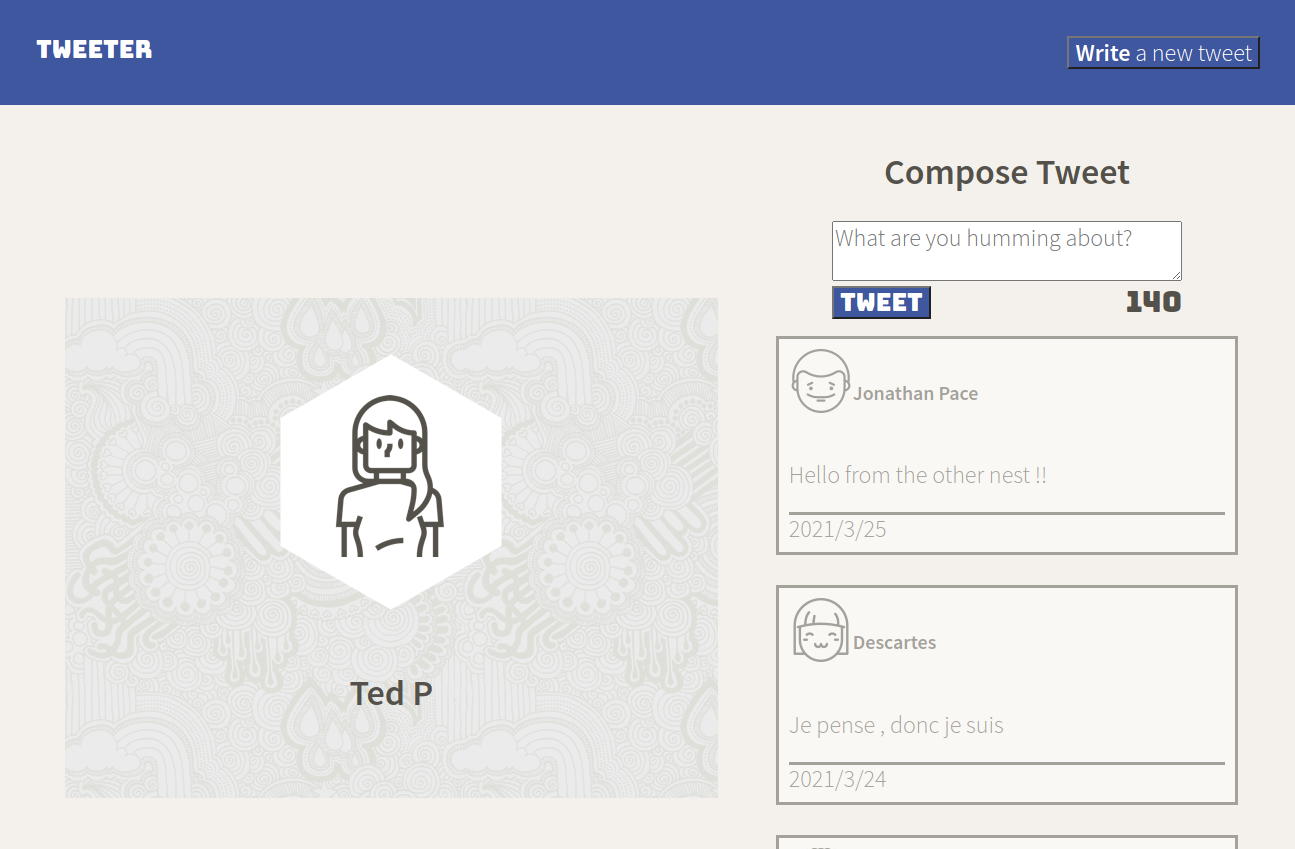 TWEETER
Write a new tweet
Compose Tweet
What are you humming about?
TWEET
140
Jonathan Pace
Hello from the other nest !!
2021/3/25
Descartes
Je pense , donc je suis
2021/3/24
Ted P